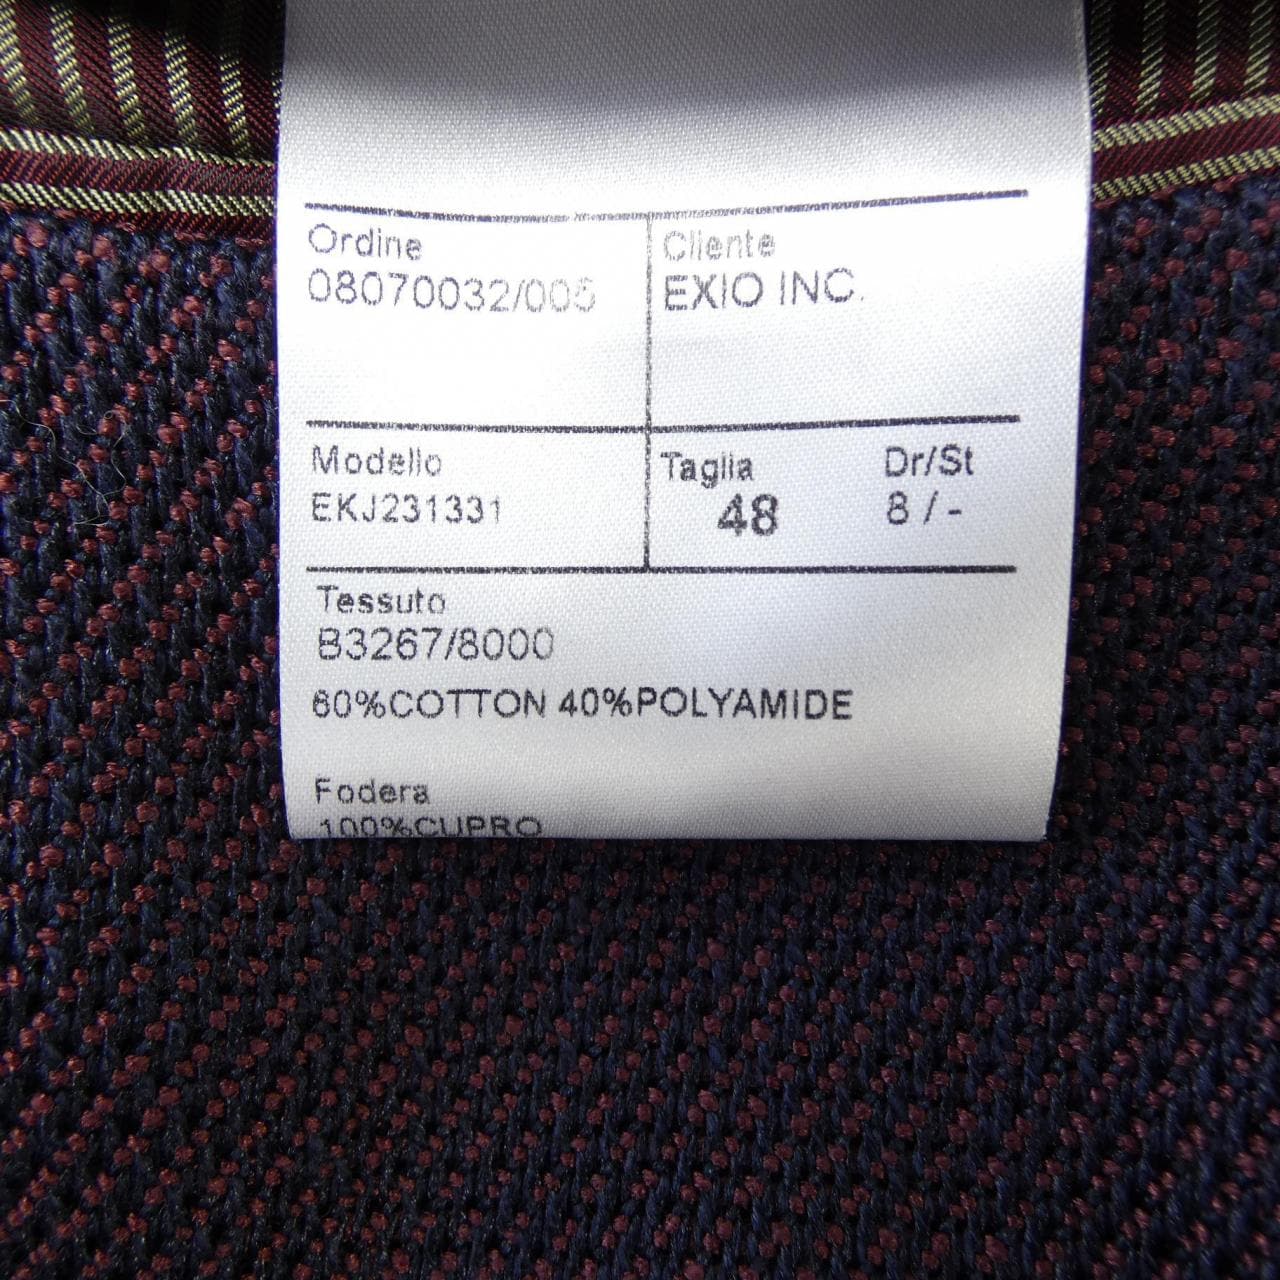 Ordine
08070032/005
Cliente
EXIO INC.
Modello
EKJ231331
Taglia
48
Dr/St
8 / -
Tessuto
B3267/8000
60%COTTON 40%POLYAMIDE
Fodera
100%CUPRO